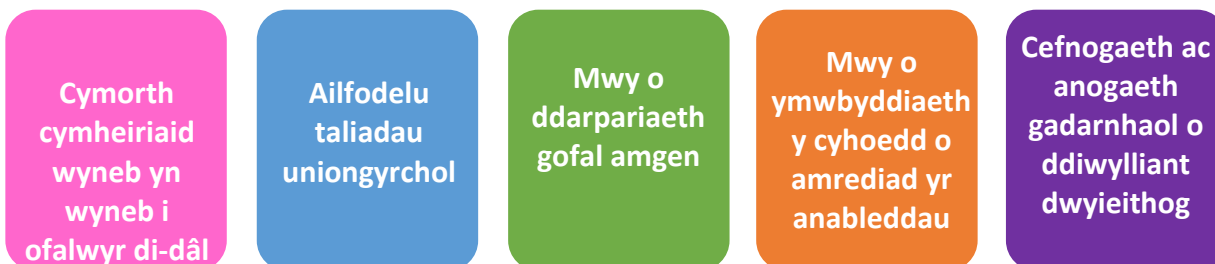 Cymorth
cymheiriaid
wyneb yn
wyneb i
ofalwyr di-dâl
Ailfodelu
taliadau
uniongyrchol
Mwy o
ddarpariaeth
gofal amgen
Mwy o
ymwbyddiaeth
y cyhoedd o
amrediad yr
anableddau
Cefnogaeth ac
anogaeth
gadarnhaol o
ddiwylliant
dwyieithog